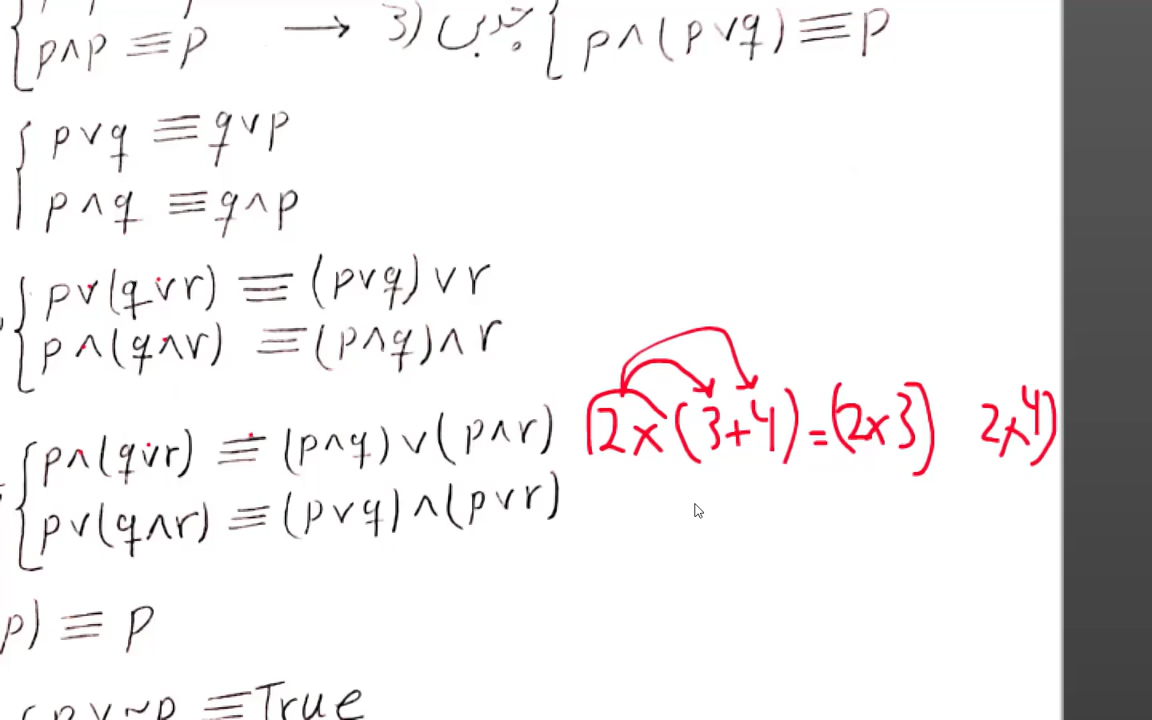 p∧p ≡ p → 3) جذب { p∧(p∨q) ≡ p
p∨q ≡ q∨p
p∧q ≡ q∧p
p∨(q∨r) ≡ (p∨q)∨r
p∧(q∧r) ≡ (p∧q)∧r
p∧(q∨r) ≡ (p∧q)∨(p∧r) 2x(3+4)=(2x3) 2x4)
p∨(q∧r) ≡ (p∨q)∧(p∨r)
p) ≡ p
p∨~p ≡ True